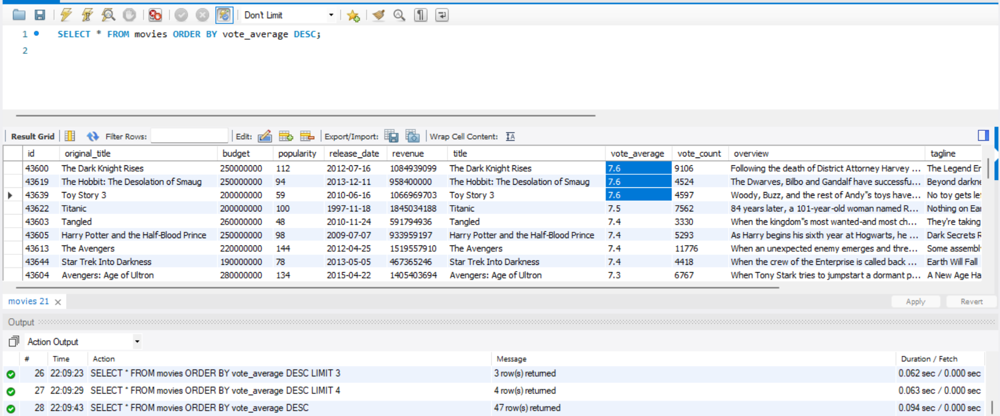 Don't Limit
1 SELECT * FROM movies ORDER BY vote_average DESC;
2
Result Grid Filter Rows: Edit: Export/Import: Wrap Cell Content:
id original_title budget popularity release_date revenue title vote_average vote_count overview tagline
43600 The Dark Knight Rises 250000000 112 2012-07-16 1084939099 The Dark Knight Rises 7.6 9106 Following the death of District Attorney Harvey ... The Legend En
43619 The Hobbit: The Desolation of Smaug 250000000 94 2013-12-11 958400000 The Hobbit: The Desolation of Smaug 7.6 4524 The Dwarves, Bilbo and Gandalf have successfu... Beyond darkne
43639 Toy Story 3 200000000 59 2010-06-16 1066969703 Toy Story 3 7.6 4597 Woody, Buzz, and the rest of Andy"s toys have... No toy gets le
43622 Titanic 200000000 100 1997-11-18 1845034188 Titanic 7.5 7562 84 years later, a 101-year-old woman named R... Nothing on Ear
43603 Tangled 260000000 48 2010-11-24 591794936 Tangled 7.4 3330 When the kingdom"s most wanted-and most ch... They're taking
43605 Harry Potter and the Half-Blood Prince 250000000 98 2009-07-07 933959197 Harry Potter and the Half-Blood Prince 7.4 5293 As Harry begins his sixth year at Hogwarts, he ... Dark Secrets R
43613 The Avengers 220000000 144 2012-04-25 1519557910 The Avengers 7.4 11776 When an unexpected enemy emerges and thre... Some assembl
43644 Star Trek Into Darkness 190000000 78 2013-05-05 467365246 Star Trek Into Darkness 7.4 4418 When the crew of the Enterprise is called back ... Earth Will Fall
43604 Avengers: Age of Ultron 280000000 134 2015-04-22 1405403694 Avengers: Age of Ultron 7.3 6767 When Tony Stark tries to jumpstart a dormant p... A New Age Ha
movies 21 Apply Revert
Output
Action Output
# Time Action Message Duration / Fetch
26 22:09:23 SELECT * FROM movies ORDER BY vote_average DESC LIMIT 3 3 row(s) returned 0.062 sec / 0.000 sec
27 22:09:29 SELECT * FROM movies ORDER BY vote_average DESC LIMIT 4 4 row(s) returned 0.063 sec / 0.000 sec
28 22:09:43 SELECT * FROM movies ORDER BY vote_average DESC 47 row(s) returned 0.094 sec / 0.000 sec